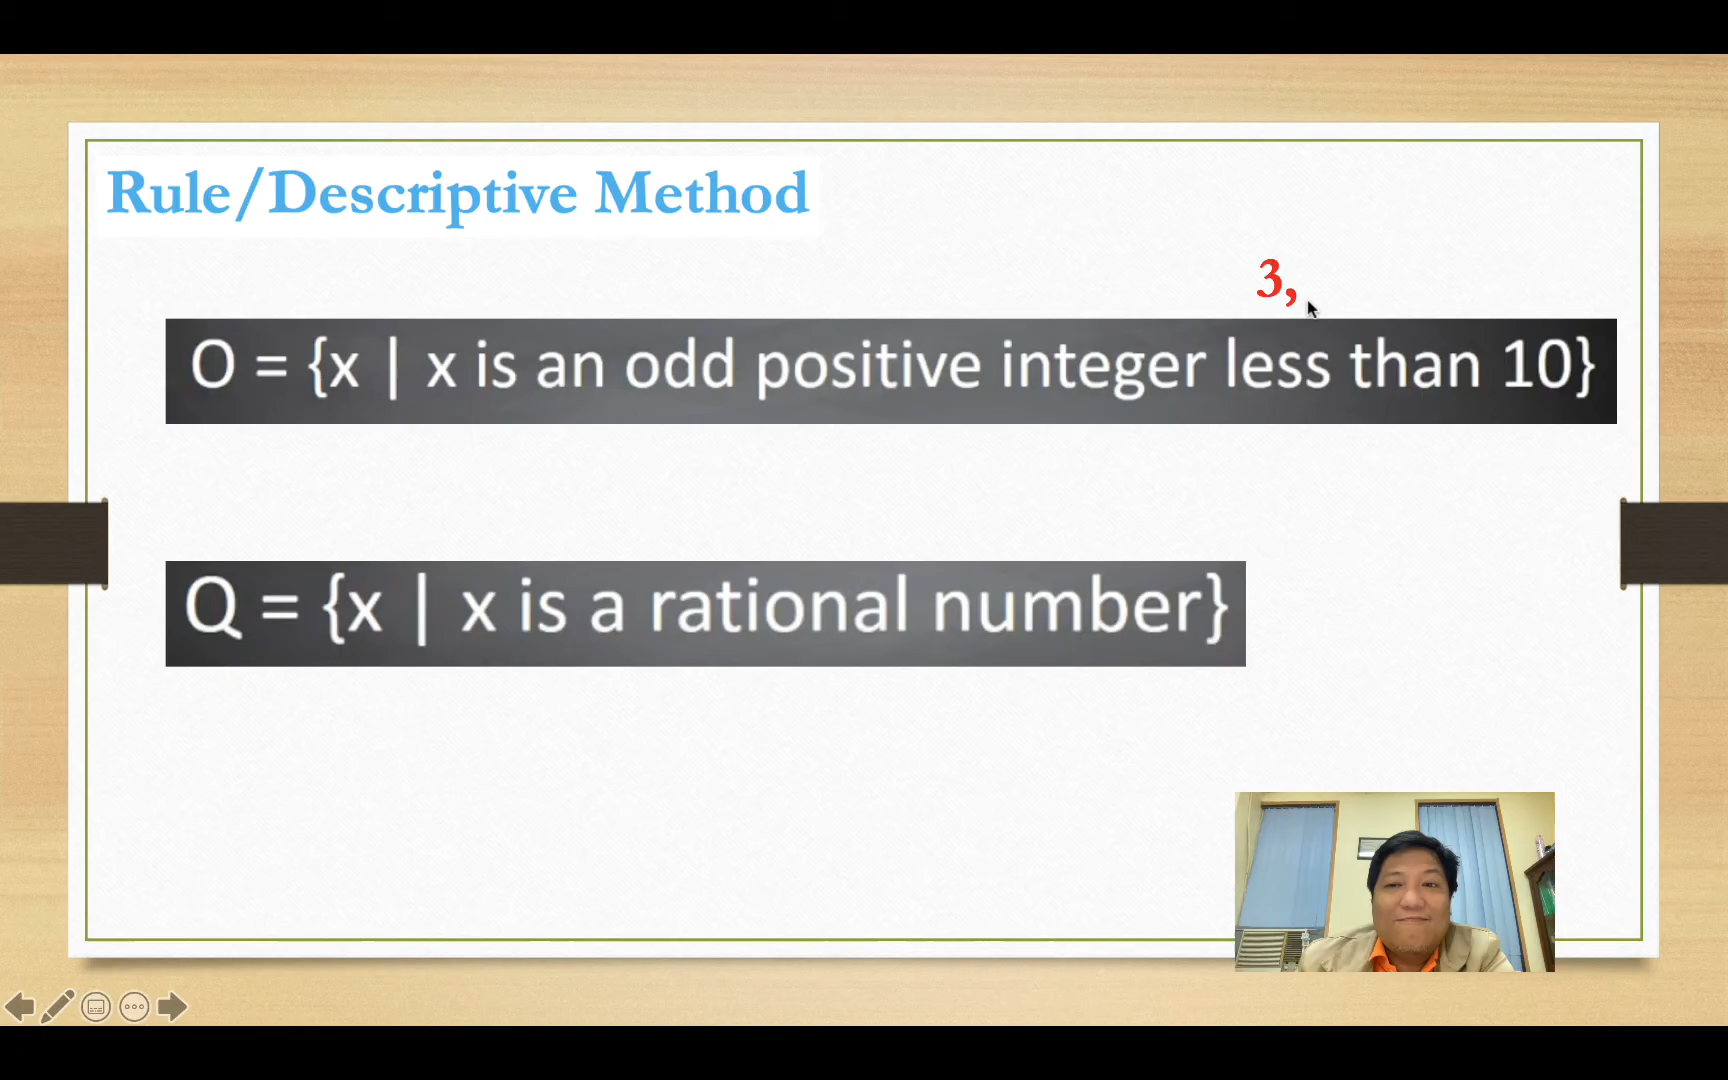 Rule/Descriptive Method
3,
O = {x | x is an odd positive integer less than 10}
Q = {x | x is a rational number}